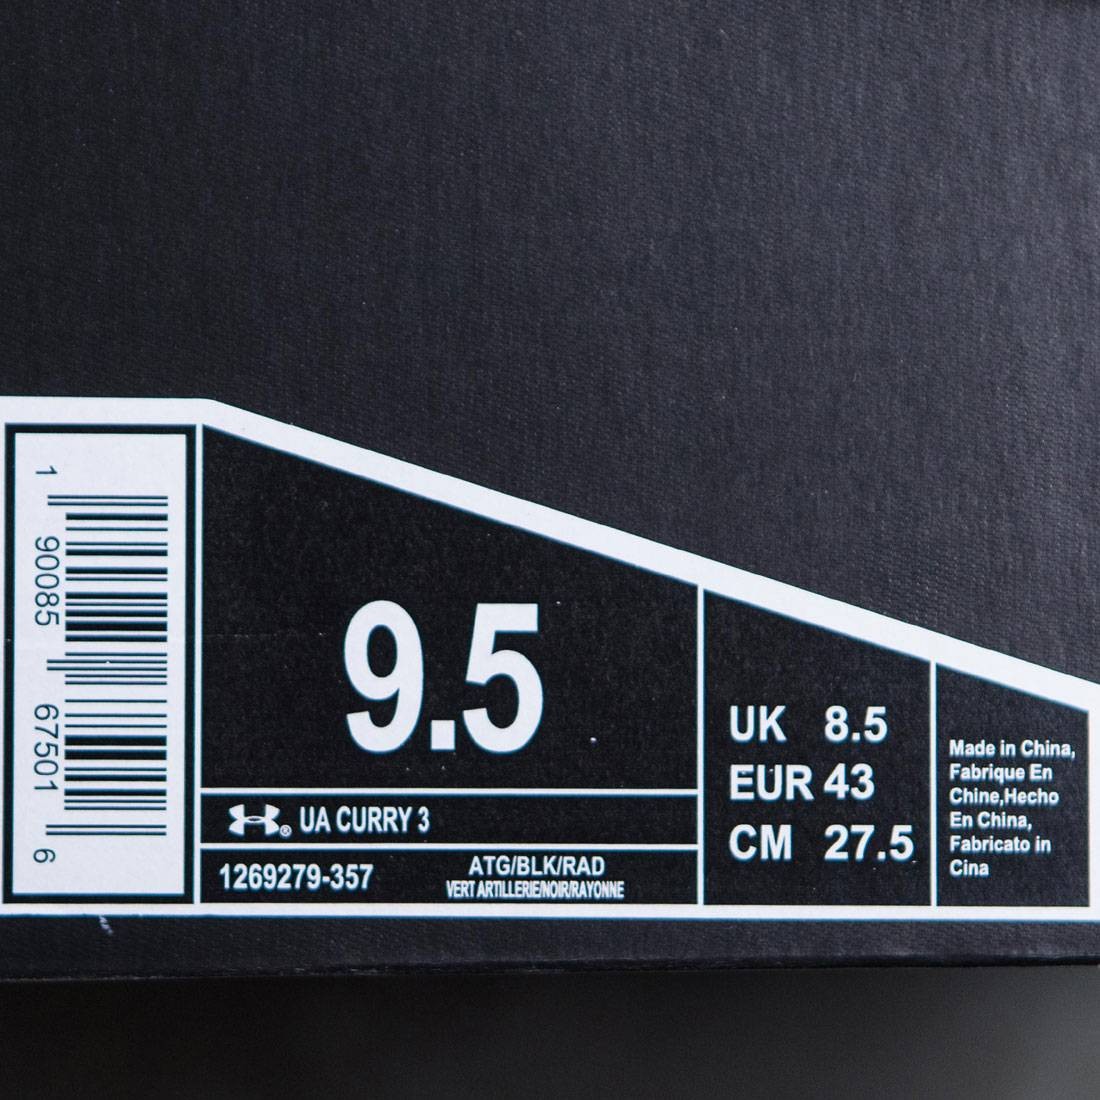 1 90085 67501 6
9.5
® UA CURRY 3
1269279-357
ATG/BLK/RAD
VERT ARTILLERIE/NOIR/RAYONNE
UK 8.5
EUR 43
CM 27.5
Made in China,
Fabrique En
Chine,Hecho
En China,
Fabricato in
Cina